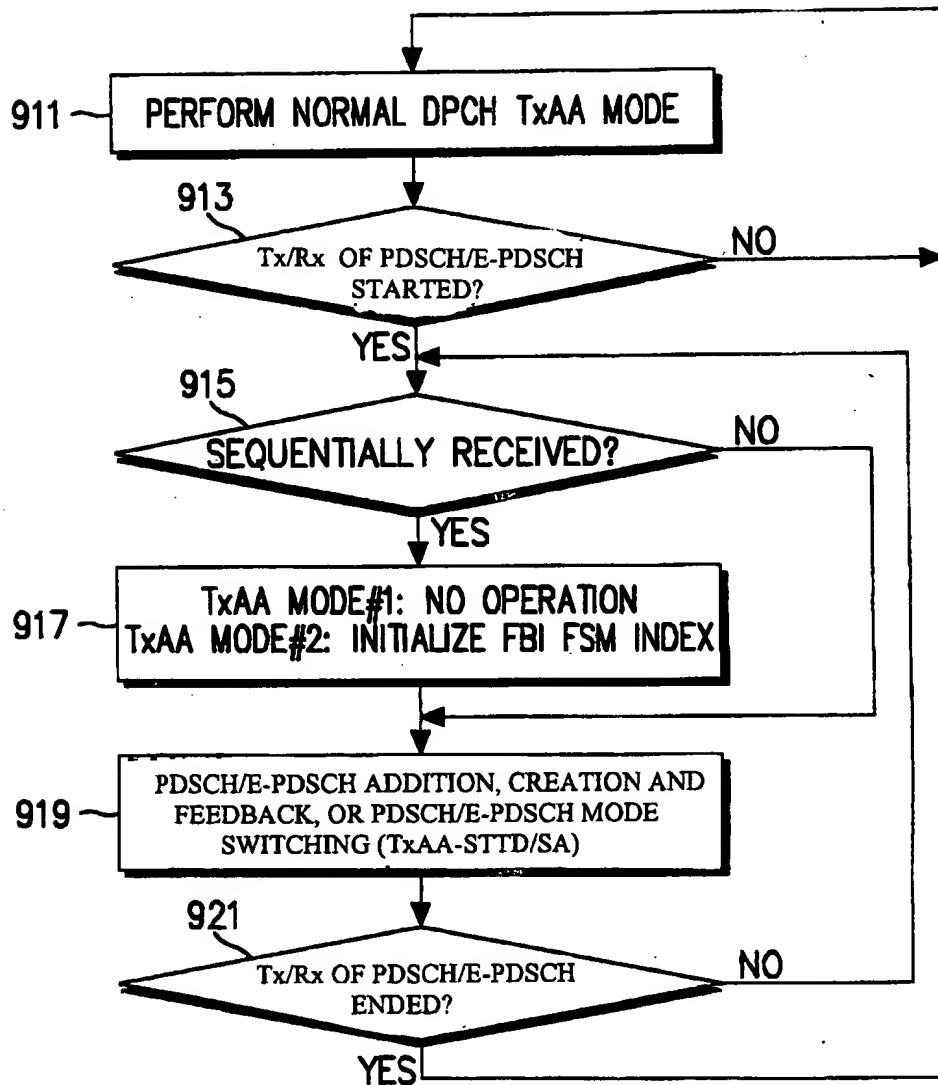 911
PERFORM NORMAL DPCH TxAA MODE
913
Tx/Rx OF PDSCH/E-PDSCH
STARTED?
NO
YES
915
SEQUENTIALLY RECEIVED?
NO
YES
917
TxAA MODE#1: NO OPERATION
TxAA MODE#2: INITIALIZE FBI FSM INDEX
919
PDSCH/E-PDSCH ADDITION, CREATION AND
FEEDBACK, OR PDSCH/E-PDSCH MODE
SWITCHING (TxAA-STTD/SA)
921
Tx/Rx OF PDSCH/E-PDSCH
ENDED?
NO
YES